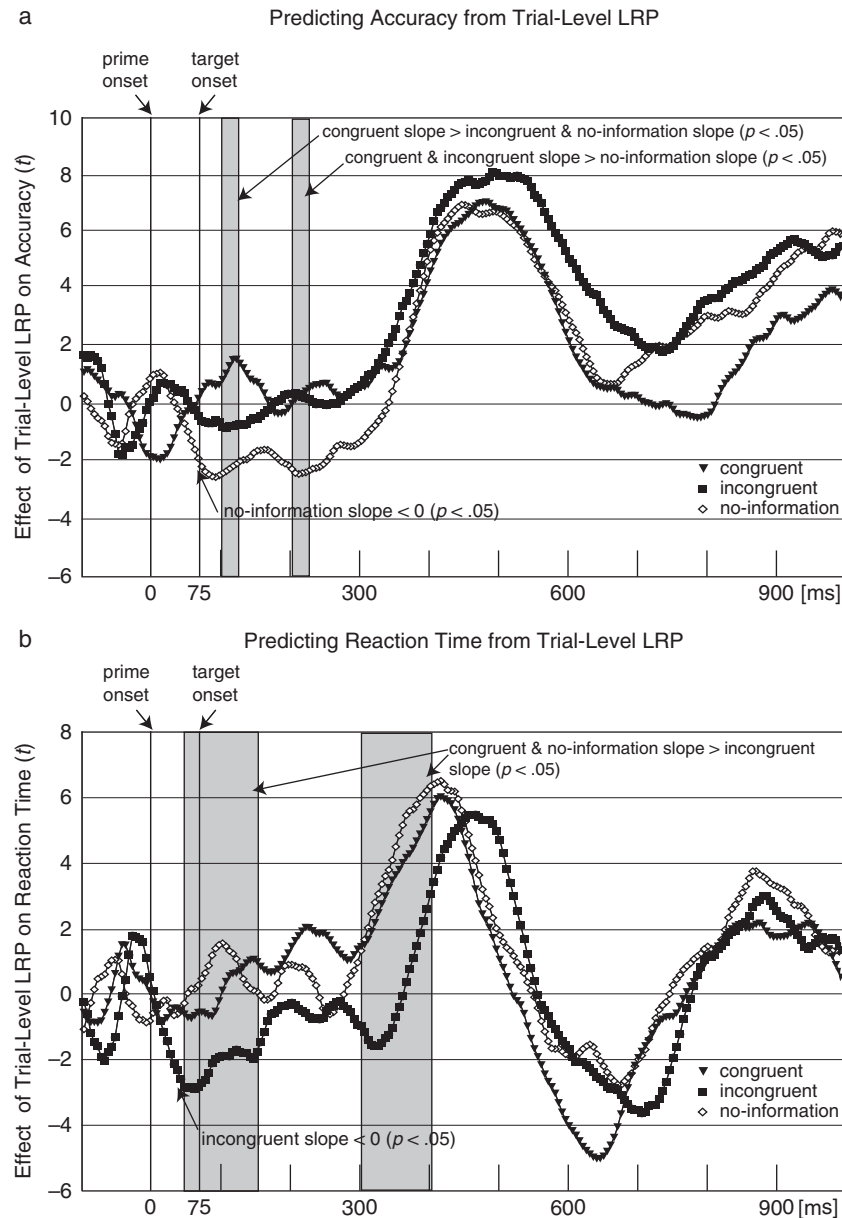 a
Predicting Accuracy from Trial-Level LRP
prime onset
target onset
10
8
6
4
2
0
−2
−4
−6
Effect of Trial-Level LRP on Accuracy (t)
congruent slope > incongruent & no-information slope (p < .05)
congruent & incongruent slope > no-information slope (p < .05)
no-information slope < 0 (p < .05)
congruent
incongruent
no-information
0 75 300 600 900 [ms]
b
Predicting Reaction Time from Trial-Level LRP
prime onset
target onset
8
6
4
2
0
−2
−4
−6
Effect of Trial-Level LRP on Reaction Time (t)
congruent & no-information slope > incongruent
slope (p < .05)
incongruent slope < 0 (p < .05)
congruent
incongruent
no-information
0 75 300 600 900 [ms]